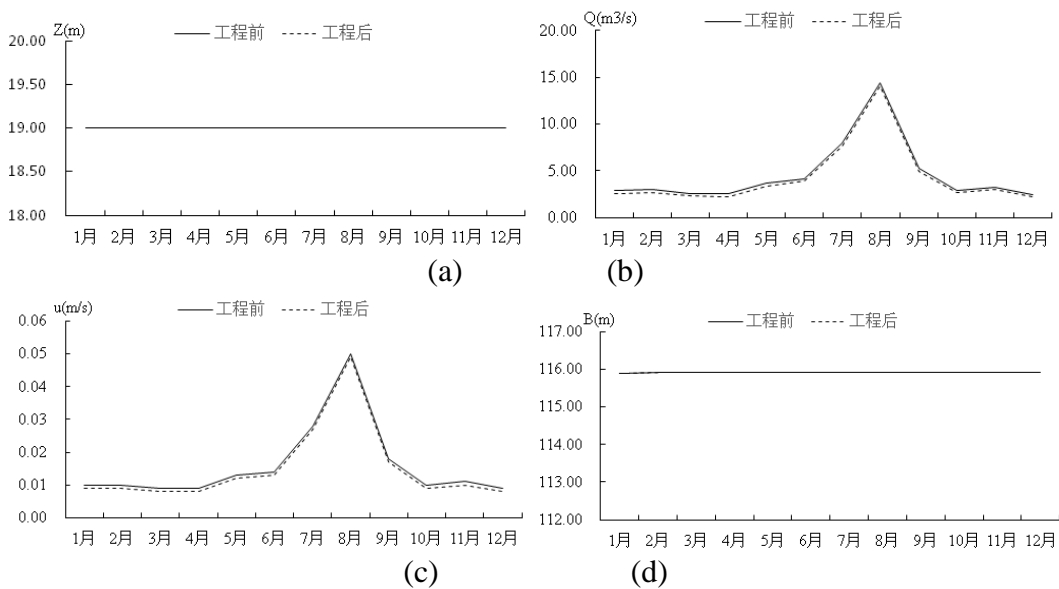 Z(m)
工程前 工程后
20.00
19.50
19.00
18.50
18.00
1月 2月 3月 4月 5月 6月 7月 8月 9月 10月 11月 12月
(a)
Q(m3/s)
工程前 工程后
20.00
15.00
10.00
5.00
0.00
1月 2月 3月 4月 5月 6月 7月 8月 9月 10月 11月 12月
(b)
u(m/s)
工程前 工程后
0.06
0.05
0.04
0.03
0.02
0.01
0.00
1月 2月 3月 4月 5月 6月 7月 8月 9月 10月 11月 12月
(c)
B(m)
工程前 工程后
117.00
116.00
115.00
114.00
113.00
112.00
1月 2月 3月 4月 5月 6月 7月 8月 9月 10月 11月 12月
(d)